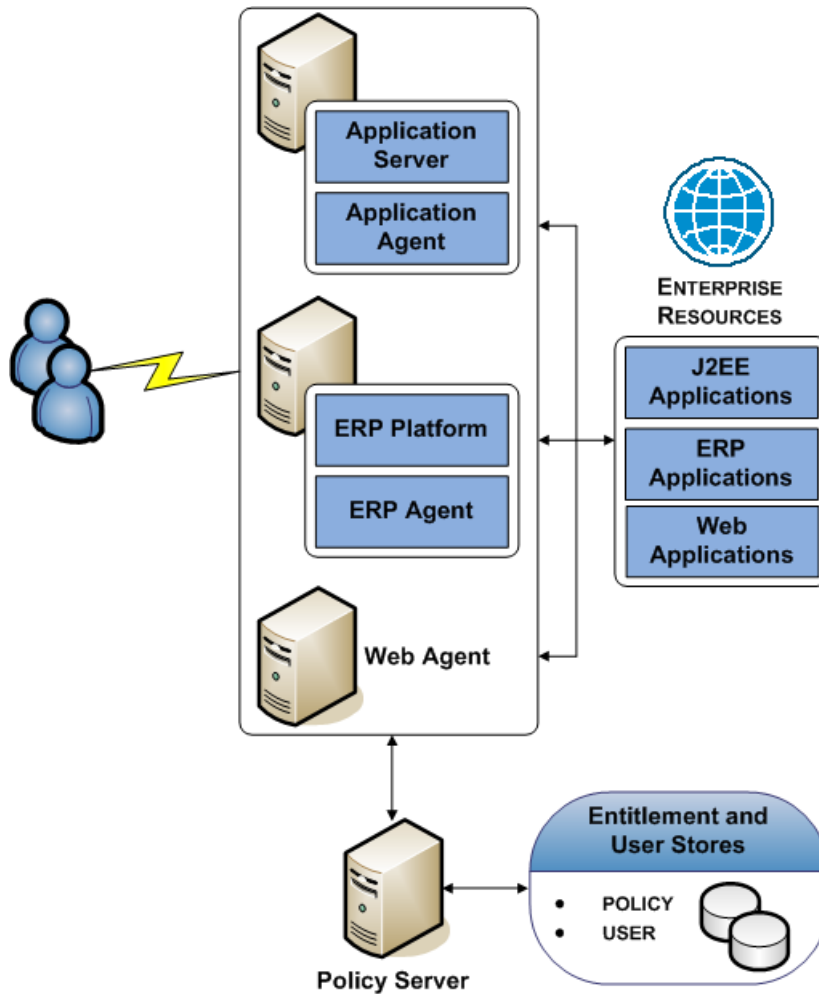 Application
Server
Application
Agent
ENTERPRISE
RESOURCES
J2EE
Applications
ERP Platform
ERP
Applications
ERP Agent
Web
Applications
Web Agent
Entitlement and
User Stores
• POLICY
• USER
Policy Server